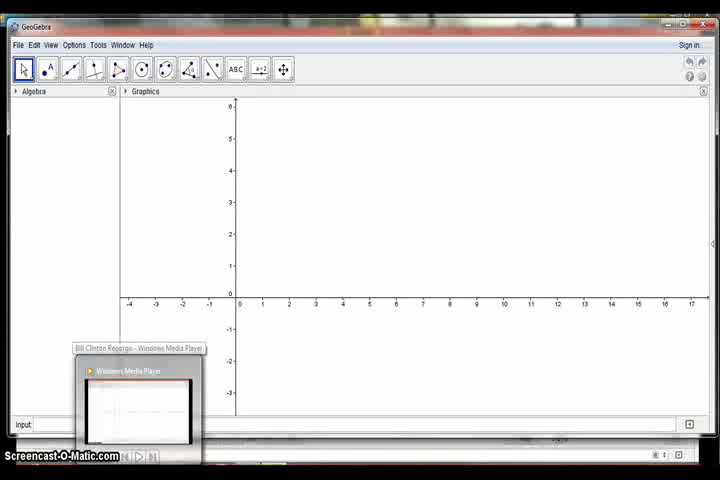 GeoGebra
File Edit View Options Tools Window Help
Sign in...
A
ABC
a=2
Algebra
Graphics
6
5
4
3
2
1
0
-4 -3 -2 -1 0 1 2 3 4 5 6 7 8 9 10 11 12 13 14 15 16 17
-1
-2
-3
Bill Clinton Repergo - Windows Media Player
Windows Media Player
Input:
Screencast-O-Matic.com